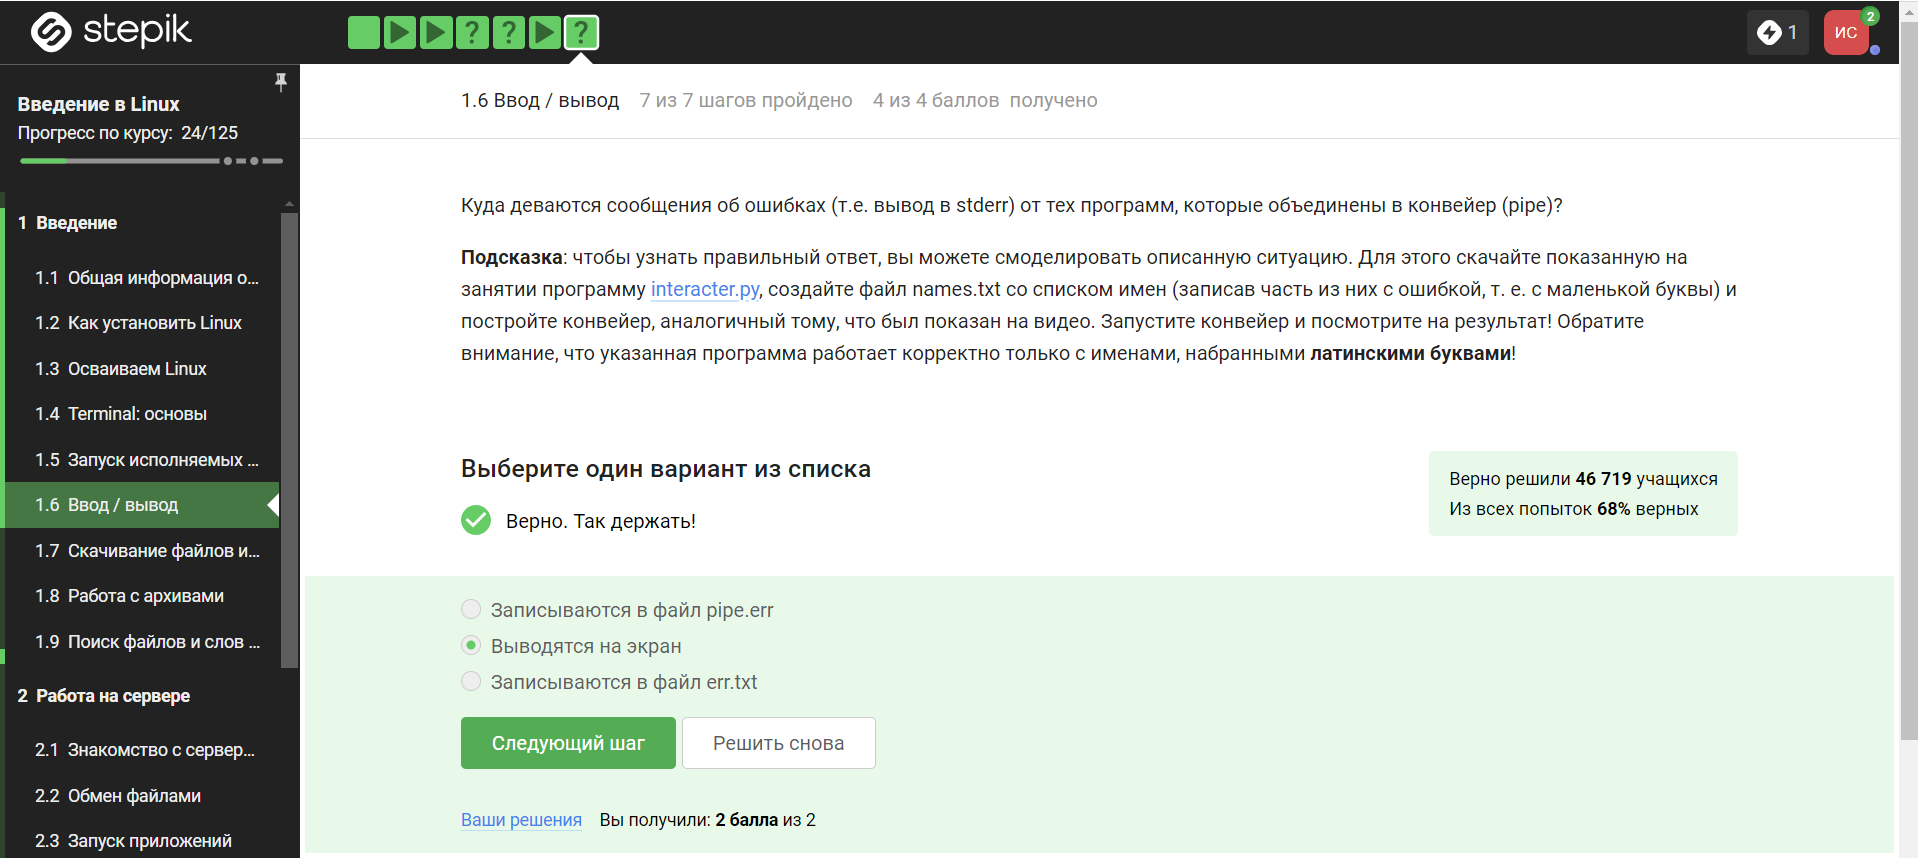 stepik
? ? ?
1
ИС
2
Введение в Linux
Прогресс по курсу: 24/125
1 Введение
1.1 Общая информация о...
1.2 Как установить Linux
1.3 Осваиваем Linux
1.4 Terminal: основы
1.5 Запуск исполняемых ...
1.6 Ввод / вывод
1.7 Скачивание файлов и...
1.8 Работа с архивами
1.9 Поиск файлов и слов ...
2 Работа на сервере
2.1 Знакомство с сервер...
2.2 Обмен файлами
2.3 Запуск приложений
1.6 Ввод / вывод 7 из 7 шагов пройдено 4 из 4 баллов получено
Куда деваются сообщения об ошибках (т.е. вывод в stderr) от тех программ, которые объединены в конвейер (pipe)?
Подсказка: чтобы узнать правильный ответ, вы можете смоделировать описанную ситуацию. Для этого скачайте показанную на
занятии программу interacter.py, создайте файл names.txt со списком имен (записав часть из них с ошибкой, т. е. с маленькой буквы) и
постройте конвейер, аналогичный тому, что был показан на видео. Запустите конвейер и посмотрите на результат! Обратите
внимание, что указанная программа работает корректно только с именами, набранными латинскими буквами!
Выберите один вариант из списка
Верно. Так держать!
Верно решили 46 719 учащихся
Из всех попыток 68% верных
Записываются в файл pipe.err
Выводятся на экран
Записываются в файл err.txt
Следующий шаг
Решить снова
Ваши решения Вы получили: 2 балла из 2